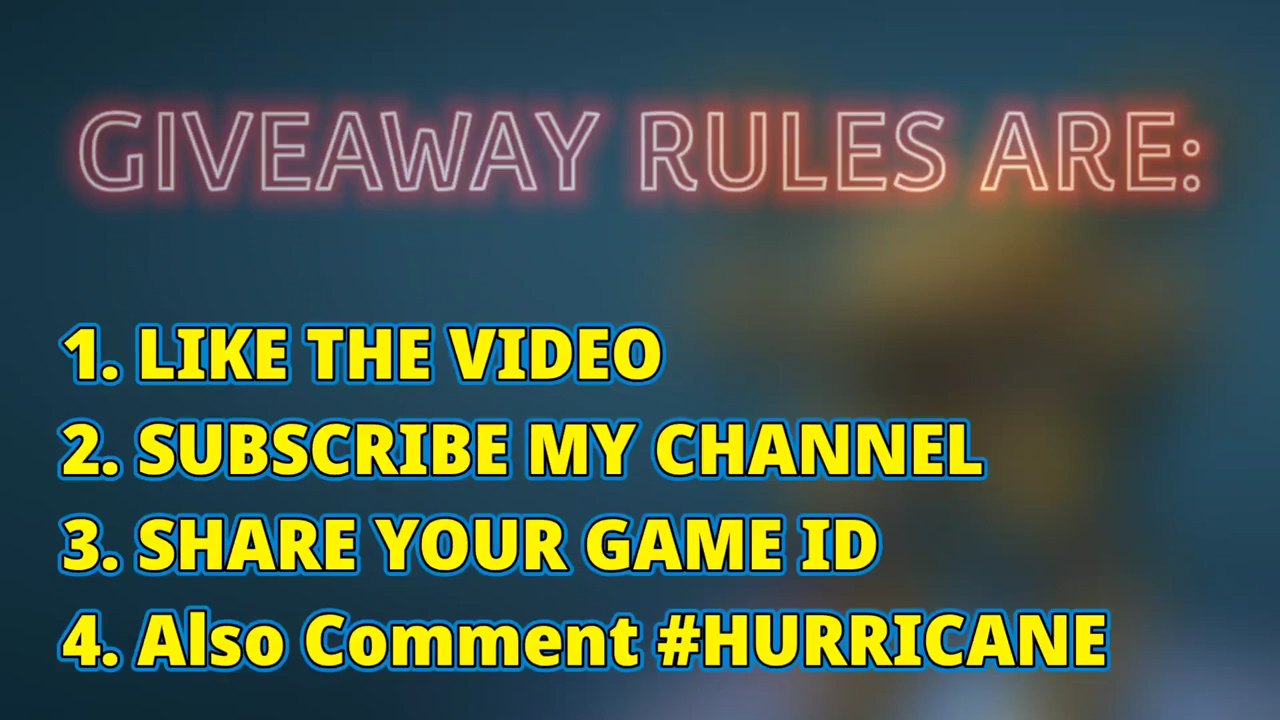 GIVEAWAY RULES ARE:
1. LIKE THE VIDEO
2. SUBSCRIBE MY CHANNEL
3. SHARE YOUR GAME ID
4. Also Comment #HURRICANE